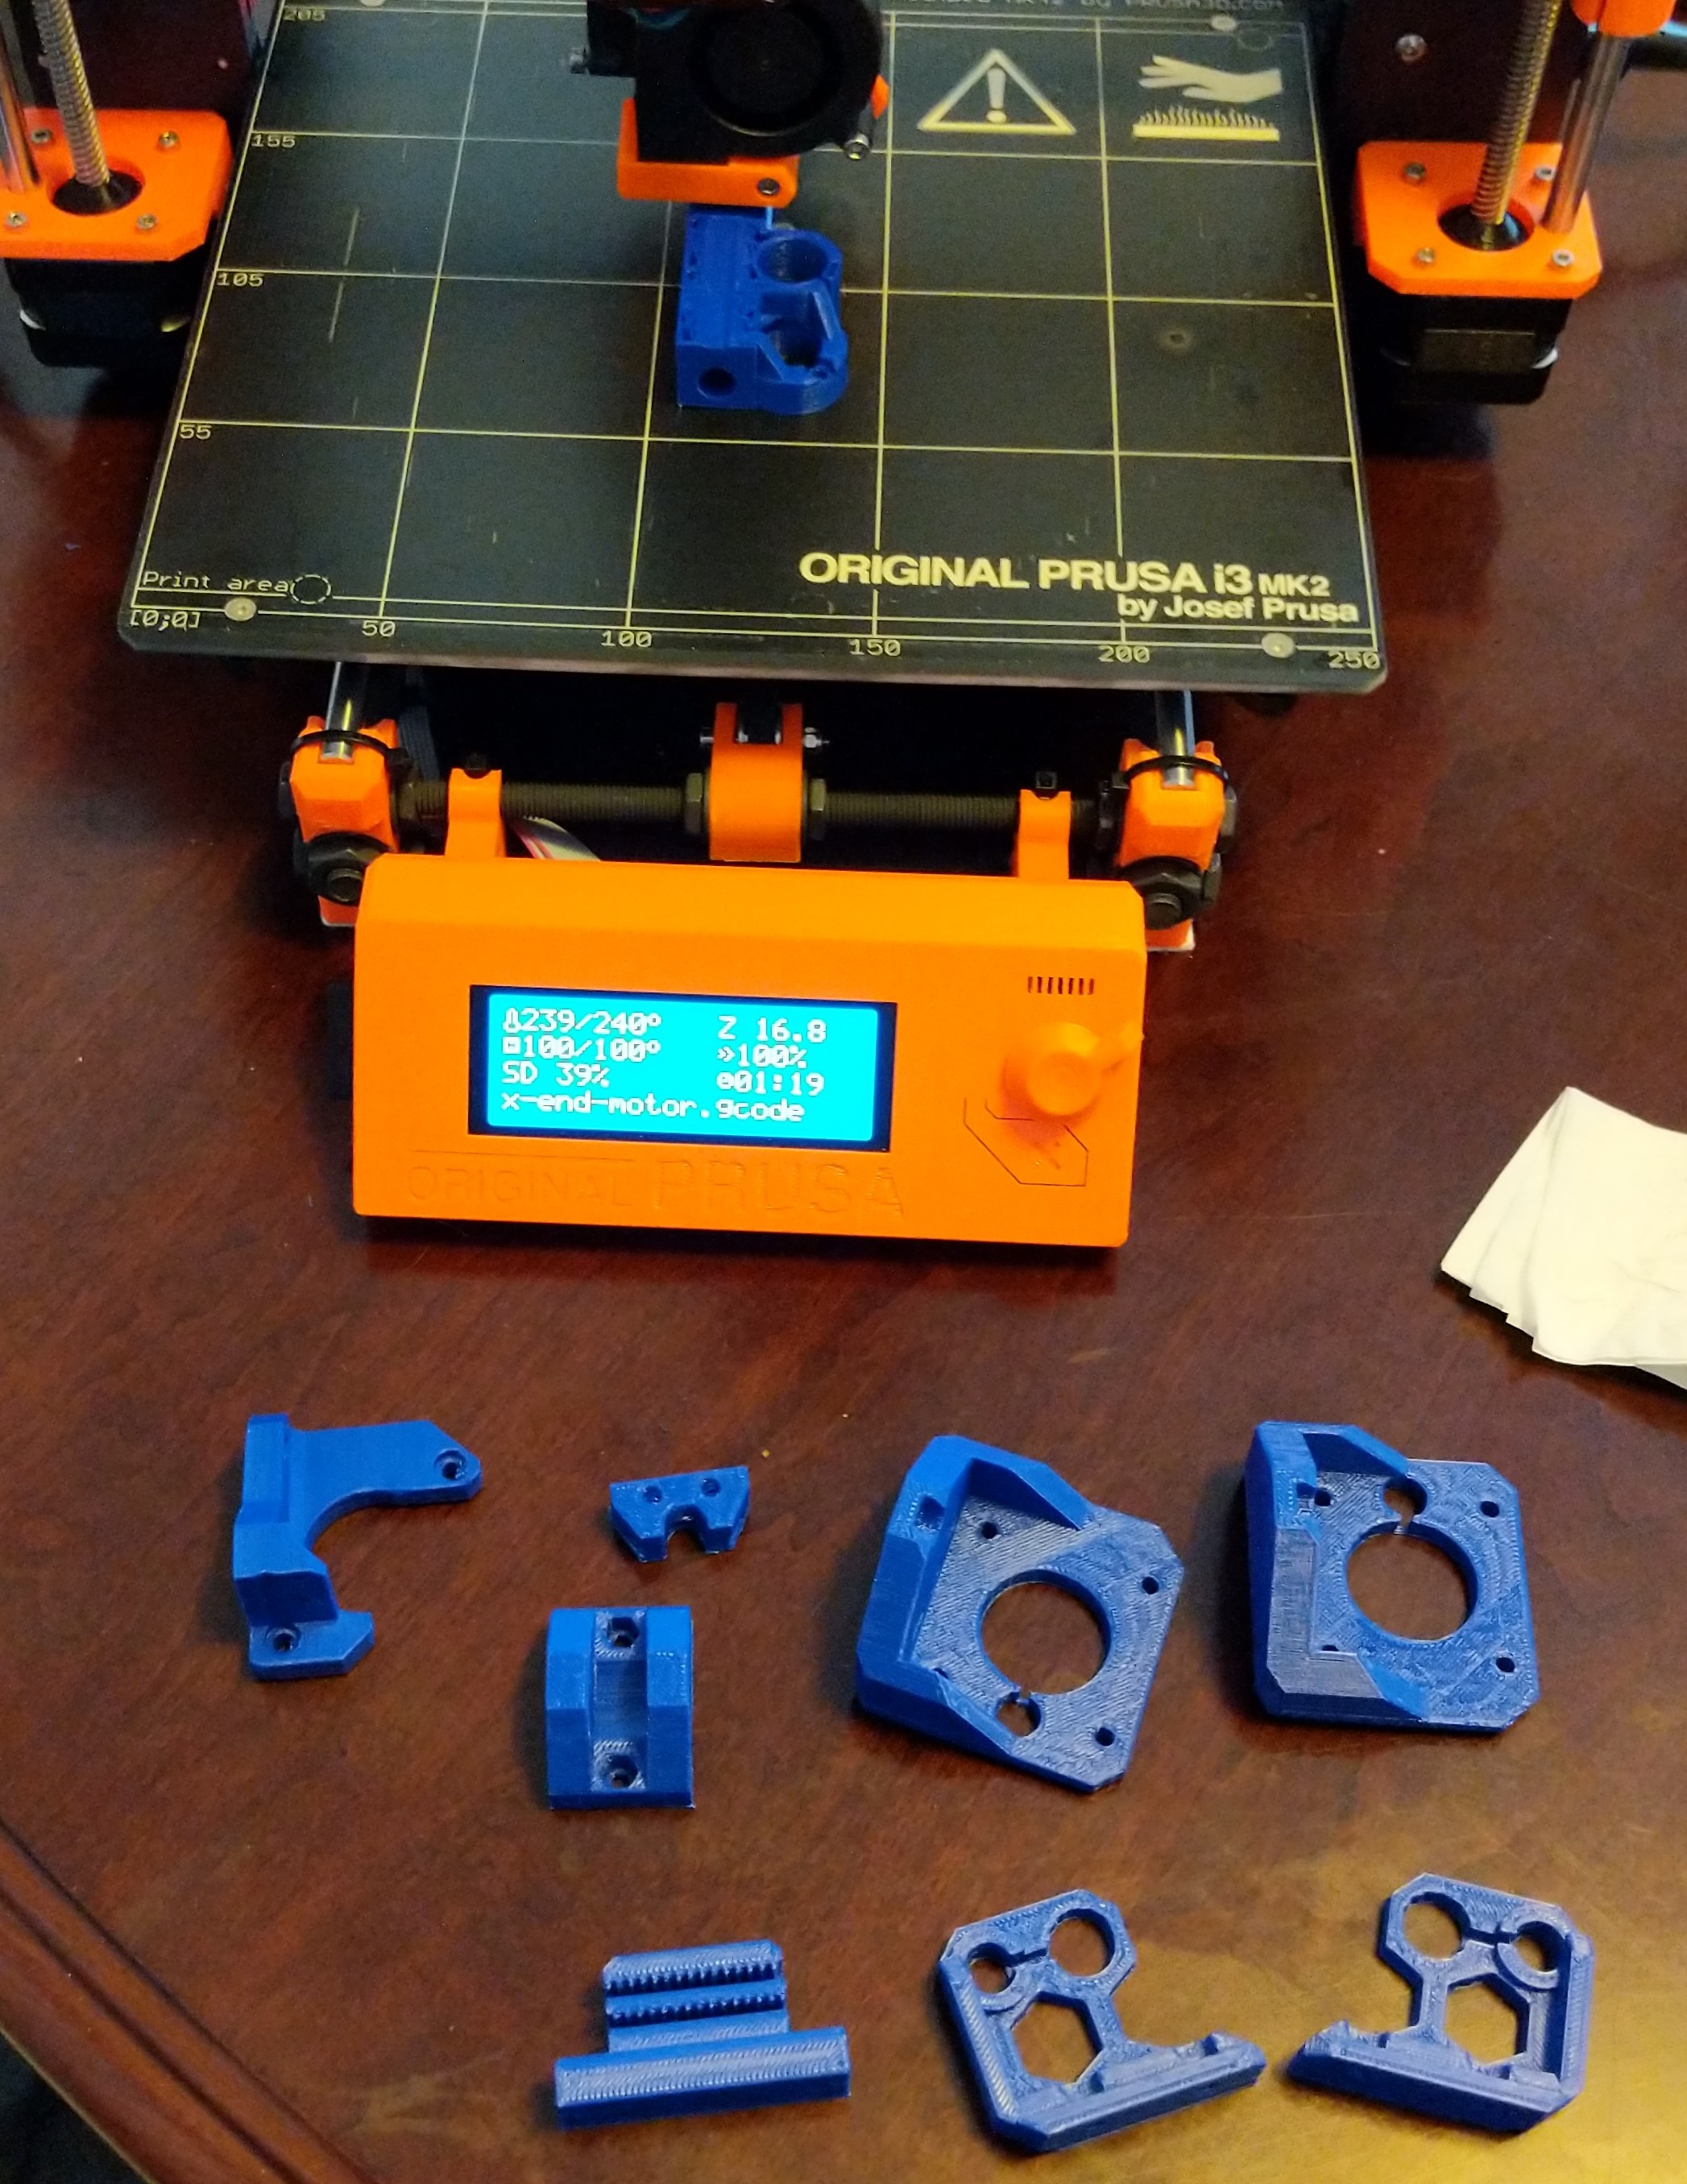 205
155
105
55
ORIGINAL PRUSA i3 MK2
by Josef Prusa
Print area
[0;0]
50
100
150
200
250
239/240°
Z 16.8
100/100°
»100%
SD 39%
01:19
x-end-motor.gcode
ORIGINAL PRUSA